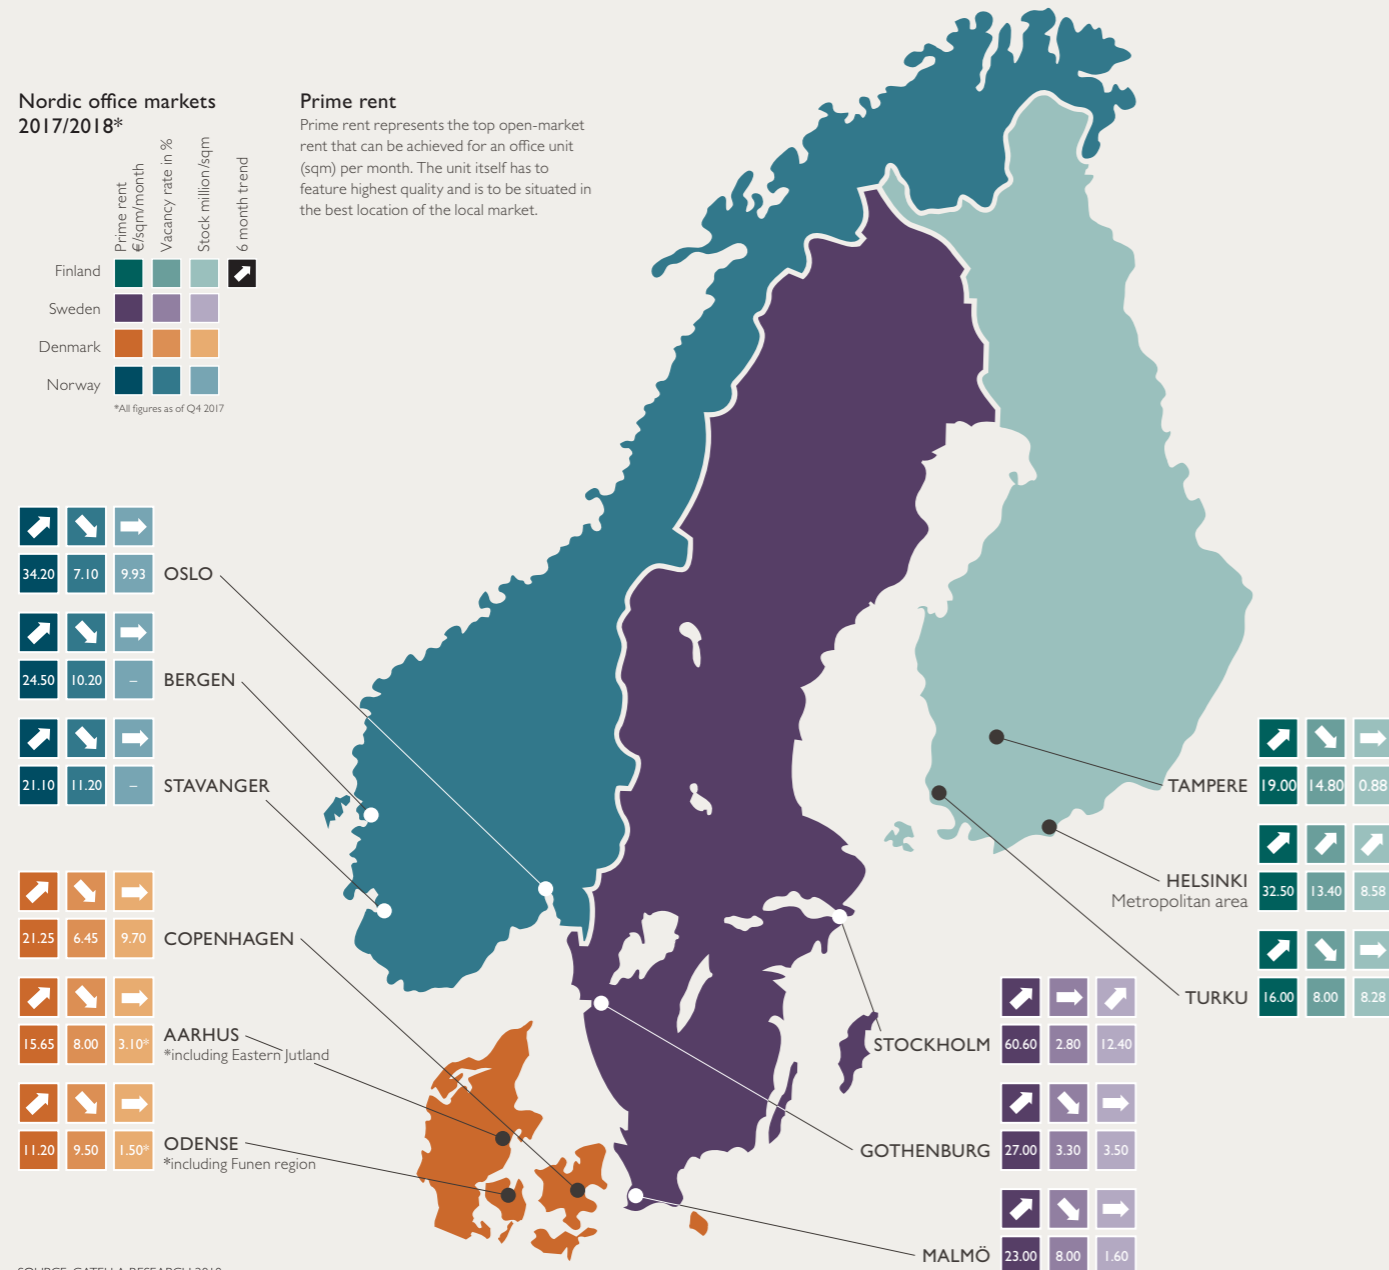 Nordic office markets
2017/2018*
Prime rent
€/sqm/month
Vacancy rate in %
Stock million/sqm
6 month trend
Finland
Sweden
Denmark
Norway
*All figures as of Q4 2017
Prime rent
Prime rent represents the top open-market
rent that can be achieved for an office unit
(sqm) per month. The unit itself has to
feature highest quality and is to be situated in
the best location of the local market.
34.20 7.10 9.93 OSLO
24.50 10.20 – BERGEN
21.10 11.20 – STAVANGER
21.25 6.45 9.70 COPENHAGEN
15.65 8.00 3.10* AARHUS
*including Eastern Jutland
11.20 9.50 1.50* ODENSE
*including Funen region
TAMPERE 19.00 14.80 0.88
HELSINKI 32.50 13.40 8.58
Metropolitan area
TURKU 16.00 8.00 8.28
STOCKHOLM 60.60 2.80 12.40
GOTHENBURG 27.00 3.30 3.50
MALMÖ 23.00 8.00 1.60